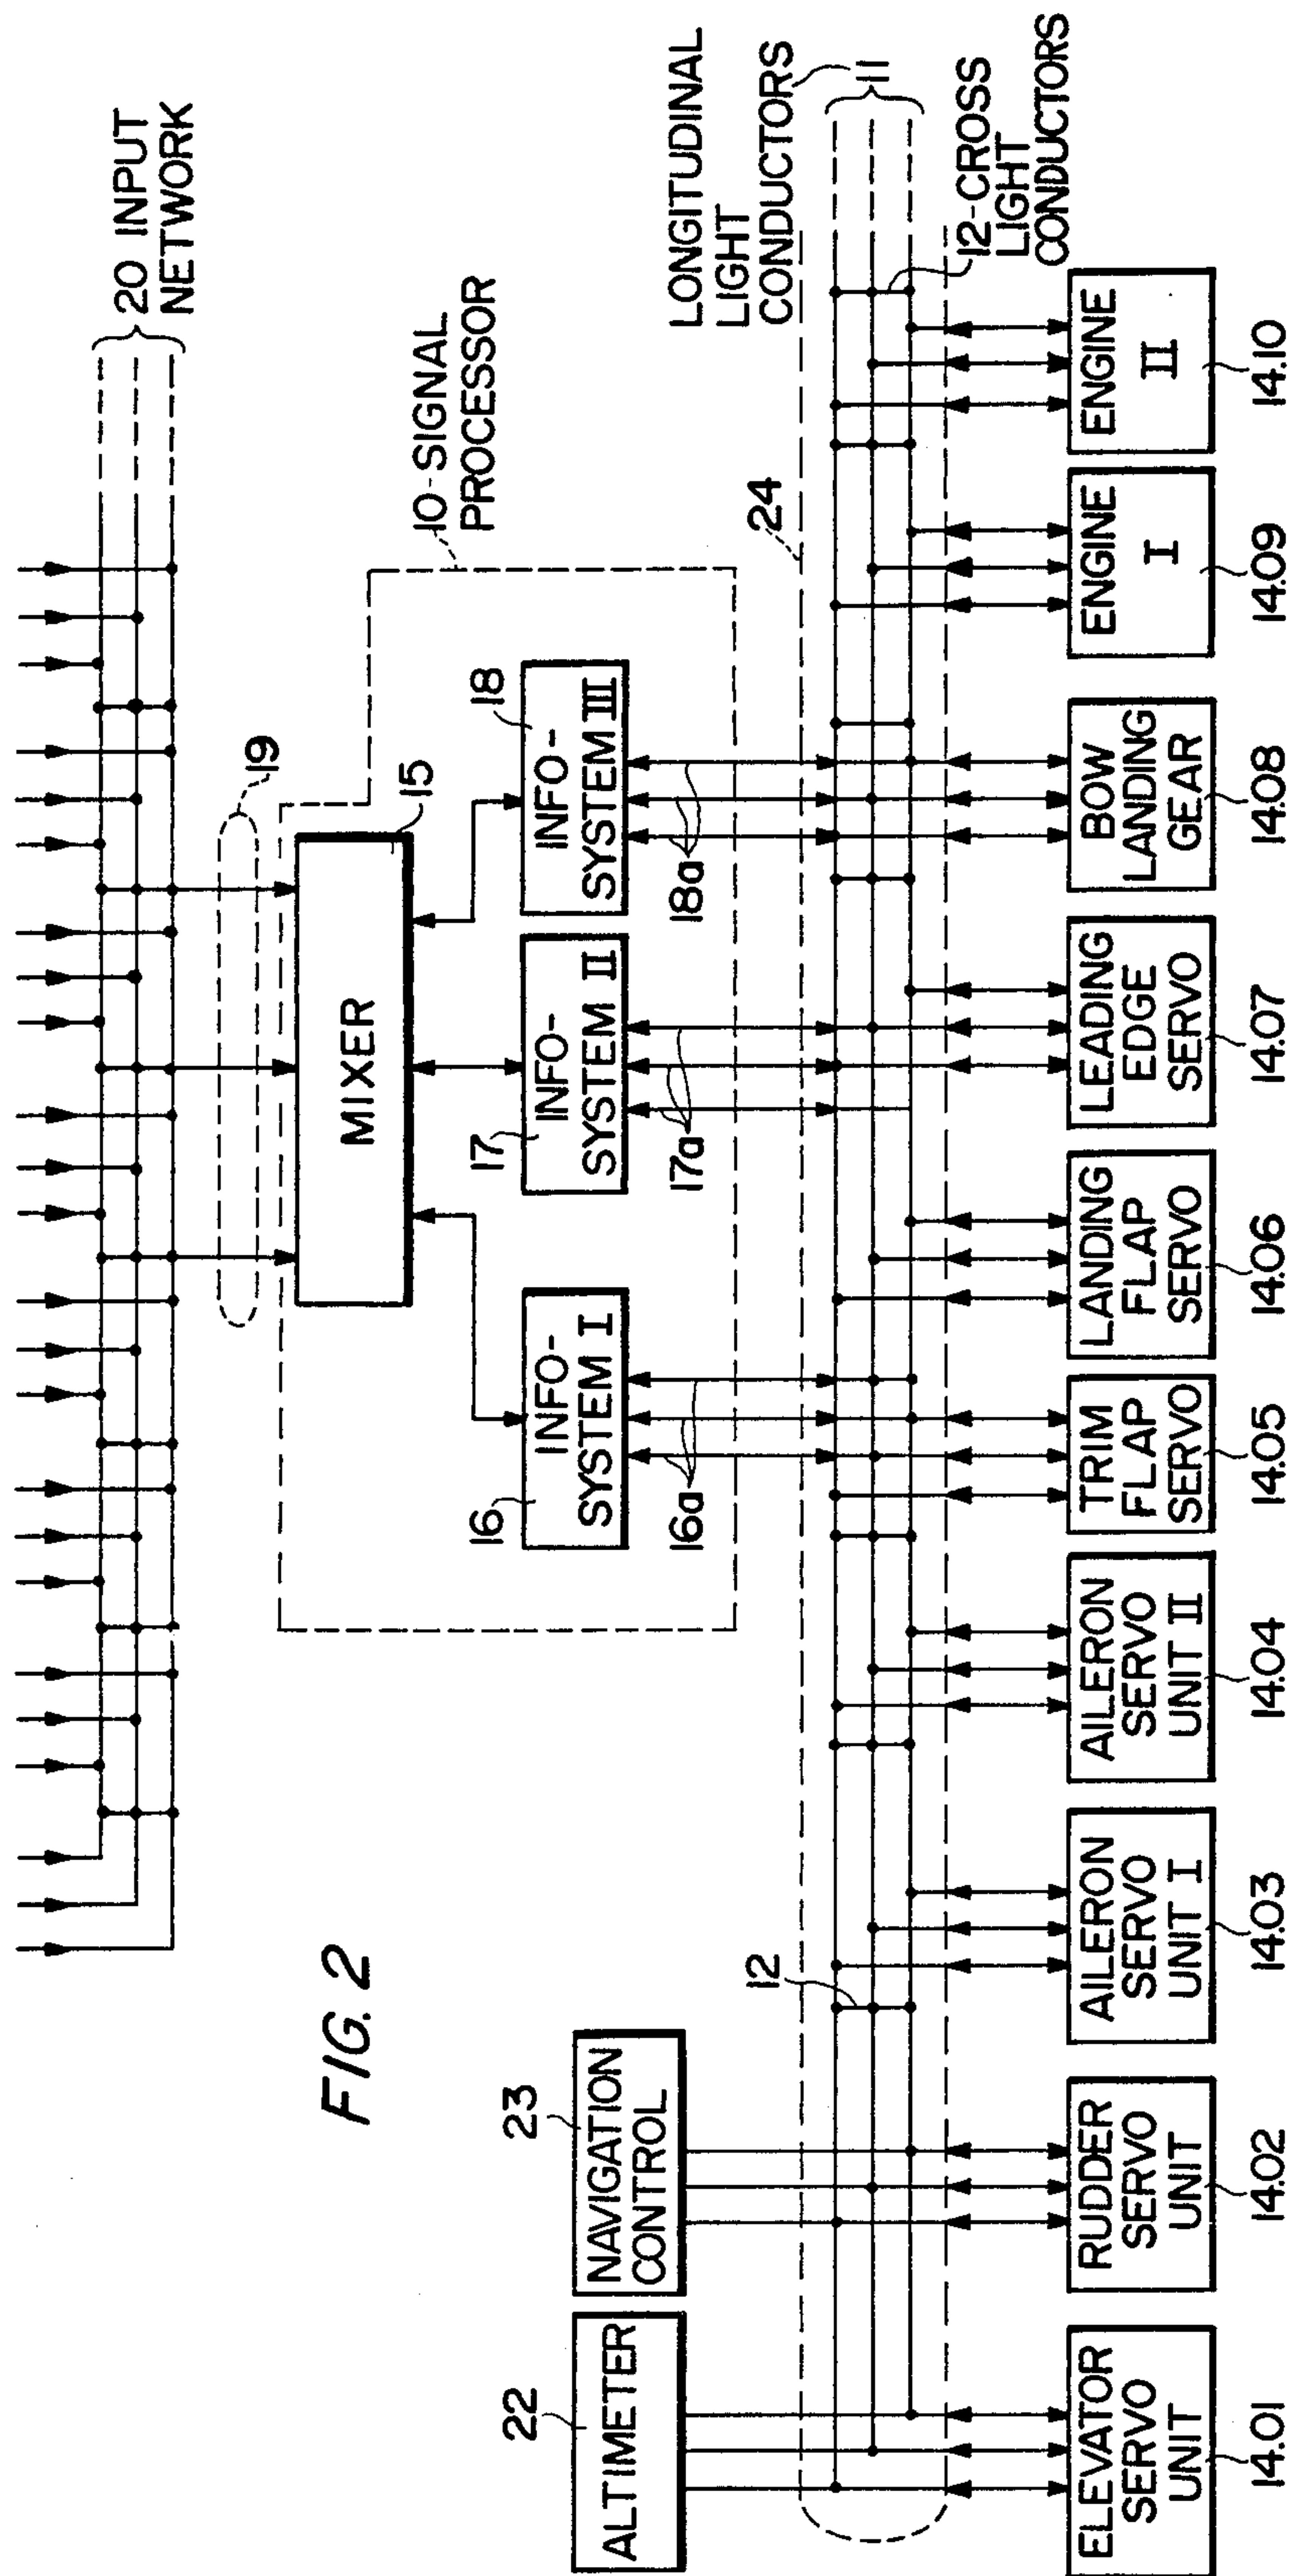 20 INPUT
NETWORK
19
10-SIGNAL
PROCESSOR
15
MIXER
16
INFO-
SYSTEM I
17
INFO-
SYSTEM II
18
INFO-
SYSTEM III
16a
17a
18a
FIG. 2
22
ALTIMETER
23
NAVIGATION
CONTROL
12
24
LONGITUDINAL
LIGHT
CONDUCTORS
11
12-CROSS
LIGHT
CONDUCTORS
ELEVATOR
SERVO
UNIT
14.01
RUDDER
SERVO
UNIT
14.02
AILERON
SERVO
UNIT I
14.03
AILERON
SERVO
UNIT II
14.04
TRIM
FLAP
SERVO
14.05
LANDING
FLAP
SERVO
14.06
LEADING
EDGE
SERVO
14.07
BOW
LANDING
GEAR
14.08
ENGINE
I
14.09
ENGINE
II
14.10